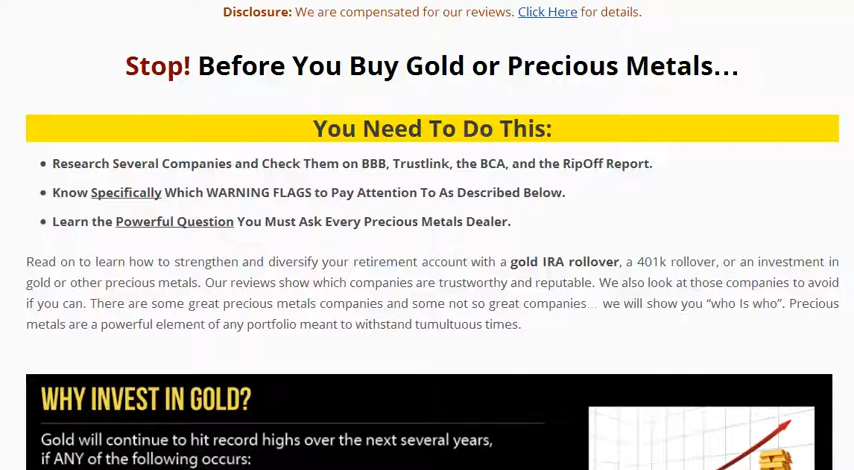 Disclosure: We are compensated for our reviews. Click Here for details.
Stop! Before You Buy Gold or Precious Metals…
You Need To Do This:
• Research Several Companies and Check Them on BBB, Trustlink, the BCA, and the RipOff Report.
• Know Specifically Which WARNING FLAGS to Pay Attention To As Described Below.
• Learn the Powerful Question You Must Ask Every Precious Metals Dealer.
Read on to learn how to strengthen and diversify your retirement account with a gold IRA rollover, a 401k rollover, or an investment in
gold or other precious metals. Our reviews show which companies are trustworthy and reputable. We also look at those companies to avoid
if you can. There are some great precious metals companies and some not so great companies… we will show you “who Is who”. Precious
metals are a powerful element of any portfolio meant to withstand tumultuous times.
WHY INVEST IN GOLD?
Gold will continue to hit record highs over the next several years,
if ANY of the following occurs: